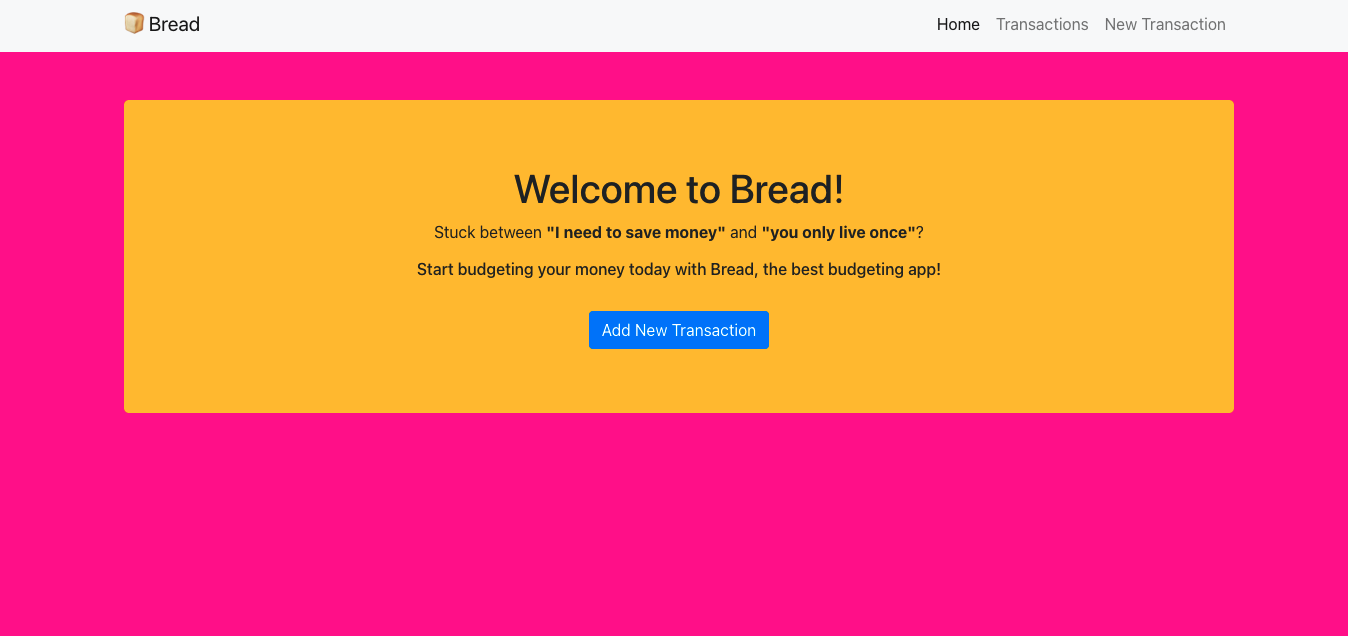 Bread
Home Transactions New Transaction
Welcome to Bread!
Stuck between "I need to save money" and "you only live once"?
Start budgeting your money today with Bread, the best budgeting app!
Add New Transaction